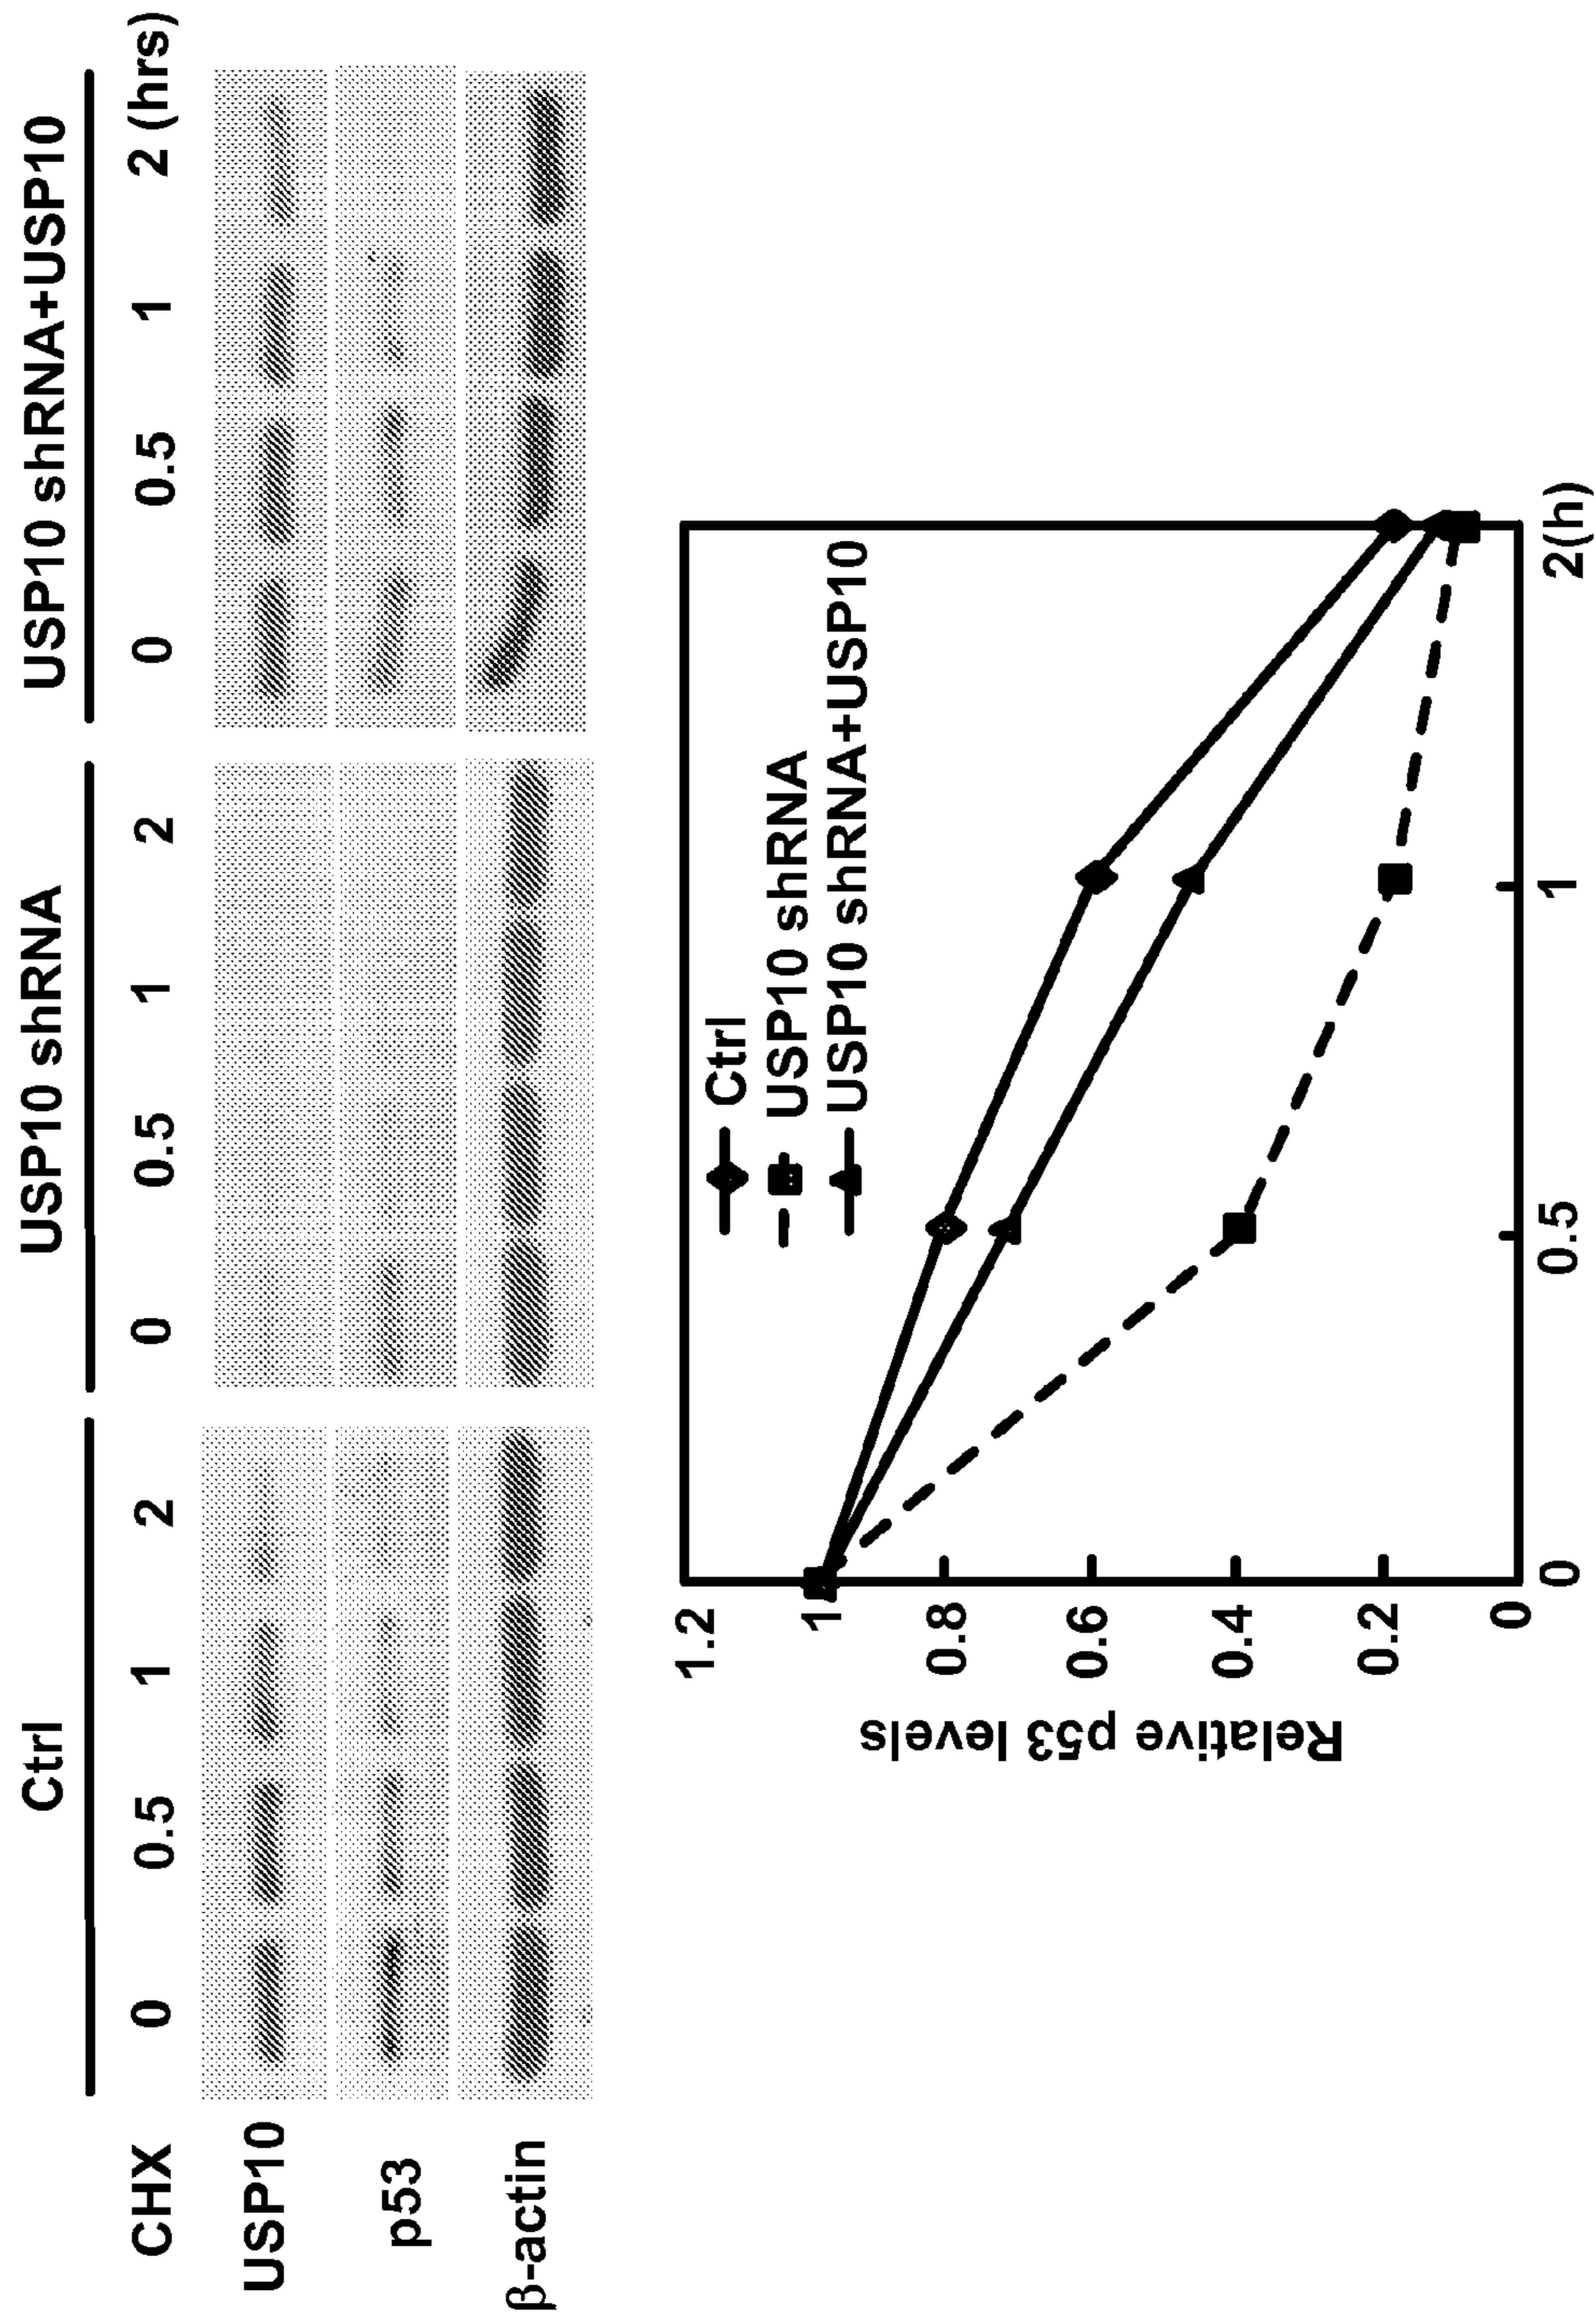 Ctrl USP10 shRNA USP10 shRNA+USP10
CHX 0 0.5 1 2 0 0.5 1 2 0 0.5 1 2 (hrs)
USP10
p53
β-actin
Ctrl
USP10 shRNA
USP10 shRNA+USP10
Relative p53 levels
1.2
1
0.8
0.6
0.4
0.2
0
0 0.5 1 2(h)